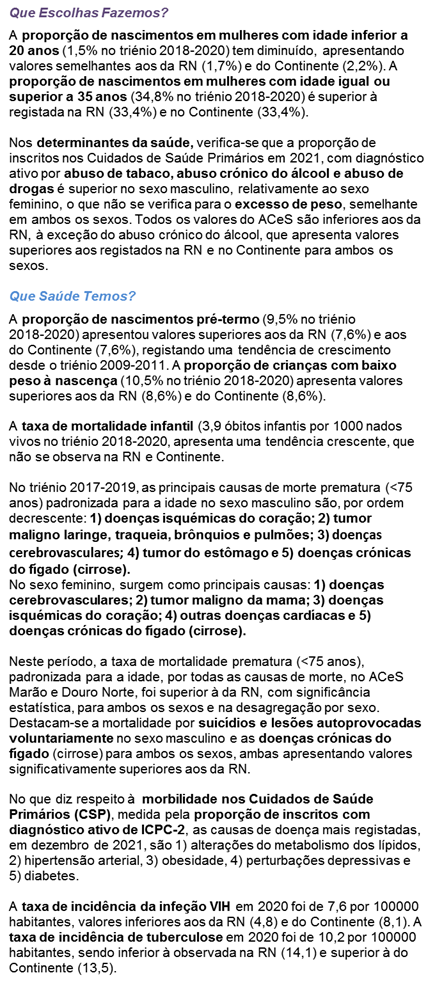 Que Escolhas Fazemos?
A proporção de nascimentos em mulheres com idade inferior a
20 anos (1,5% no triénio 2018-2020) tem diminuído, apresentando
valores semelhantes aos da RN (1,7%) e do Continente (2,2%). A
proporção de nascimentos em mulheres com idade igual ou
superior a 35 anos (34,8% no triénio 2018-2020) é superior à
registada na RN (33,4%) e no Continente (33,4%).
Nos determinantes da saúde, verifica-se que a proporção de
inscritos nos Cuidados de Saúde Primários em 2021, com diagnóstico
ativo por abuso de tabaco, abuso crónico do álcool e abuso de
drogas é superior no sexo masculino, relativamente ao sexo
feminino, o que não se verifica para o excesso de peso, semelhante
em ambos os sexos. Todos os valores do ACeS são inferiores aos da
RN, à exceção do abuso crónico do álcool, que apresenta valores
superiores aos registados na RN e no Continente para ambos os
sexos.
Que Saúde Temos?
A proporção de nascimentos pré-termo (9,5% no triénio
2018-2020) apresentou valores superiores aos da RN (7,6%) e aos
do Continente (7,6%), registando uma tendência de crescimento
desde o triénio 2009-2011. A proporção de crianças com baixo
peso à nascença (10,5% no triénio 2018-2020) apresenta valores
superiores aos da RN (8,6%) e do Continente (8,6%).
A taxa de mortalidade infantil (3,9 óbitos infantis por 1000 nados
vivos no triénio 2018-2020, apresenta uma tendência crescente, que
não se observa na RN e Continente.
No triénio 2017-2019, as principais causas de morte prematura (<75
anos) padronizada para a idade no sexo masculino são, por ordem
decrescente: 1) doenças isquémicas do coração; 2) tumor
maligno laringe, traqueia, brônquios e pulmões; 3) doenças
cerebrovasculares; 4) tumor do estômago e 5) doenças crónicas
do fígado (cirrose).
No sexo feminino, surgem como principais causas: 1) doenças
cerebrovasculares; 2) tumor maligno da mama; 3) doenças
isquémicas do coração; 4) outras doenças cardíacas e 5)
doenças crónicas do fígado (cirrose).
Neste período, a taxa de mortalidade prematura (<75 anos),
padronizada para a idade, por todas as causas de morte, no ACeS
Marão e Douro Norte, foi superior à da RN, com significância
estatística, para ambos os sexos e na desagregação por sexo.
Destacam-se a mortalidade por suicídios e lesões autoprovocadas
voluntariamente no sexo masculino e as doenças crónicas do
fígado (cirrose) para ambos os sexos, ambas apresentando valores
significativamente superiores aos da RN.
No que diz respeito à morbilidade nos Cuidados de Saúde
Primários (CSP), medida pela proporção de inscritos com
diagnóstico ativo de ICPC-2, as causas de doença mais registadas,
em dezembro de 2021, são 1) alterações do metabolismo dos lípidos,
2) hipertensão arterial, 3) obesidade, 4) perturbações depressivas e
5) diabetes.
A taxa de incidência da infeção VIH em 2020 foi de 7,6 por 100000
habitantes, valores inferiores aos da RN (4,8) e do Continente (8,1). A
taxa de incidência de tuberculose em 2020 foi de 10,2 por 100000
habitantes, sendo inferior à observada na RN (14,1) e superior à do
Continente (13,5).